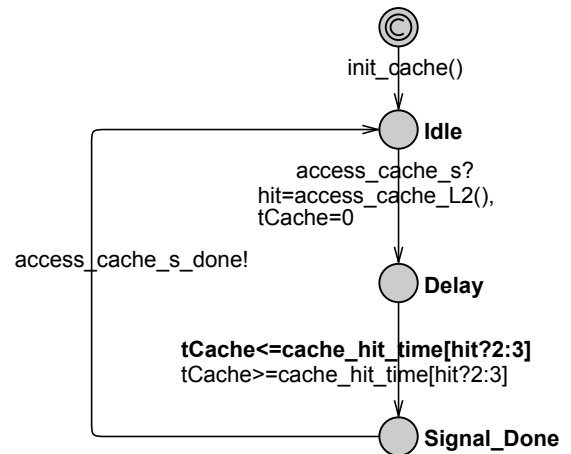 C
init_cache()
Idle
access_cache_s?
hit=access_cache_L2(),
tCache=0
access_cache_s_done!
Delay
tCache<=cache_hit_time[hit?2:3]
tCache>=cache_hit_time[hit?2:3]
Signal_Done